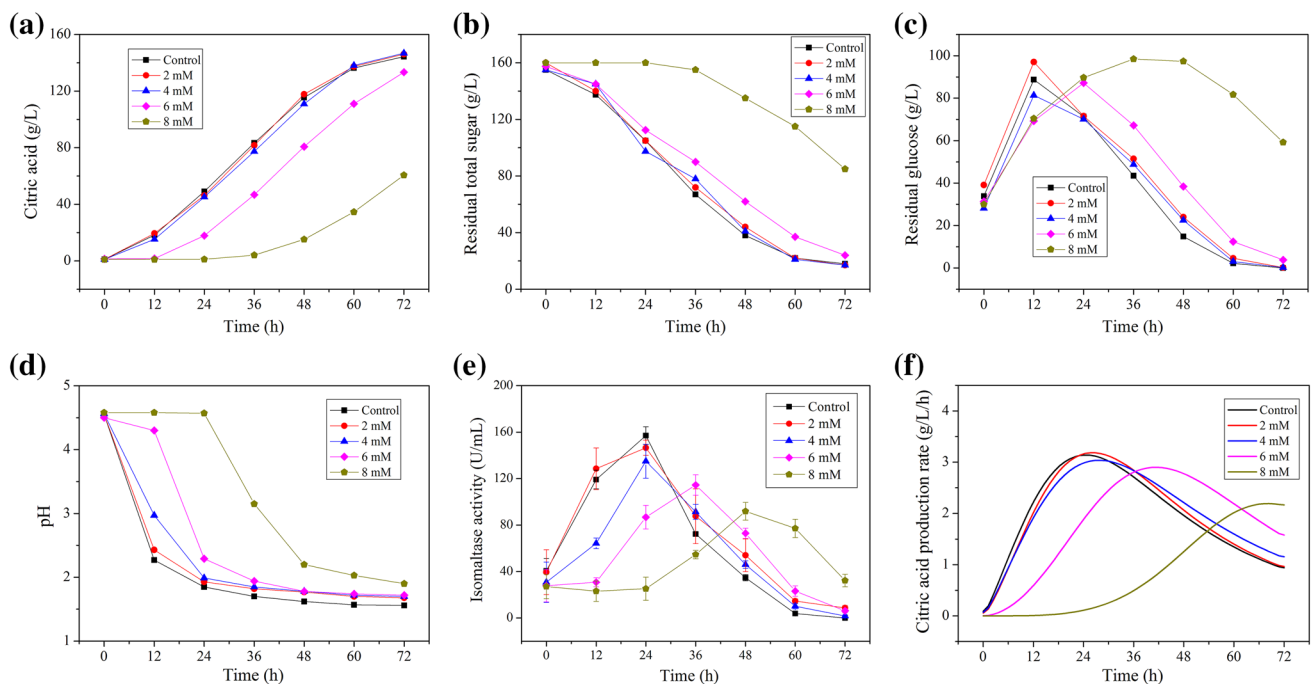 (a)
Citric acid (g/L)
160
120
80
40
0
Control
2 mM
4 mM
6 mM
8 mM
0 12 24 36 48 60 72
Time (h)
(b)
Residual total sugar (g/L)
160
120
80
40
0
Control
2 mM
4 mM
6 mM
8 mM
0 12 24 36 48 60 72
Time (h)
(c)
Residual glucose (g/L)
100
80
60
40
20
0
Control
2 mM
4 mM
6 mM
8 mM
0 12 24 36 48 60 72
Time (h)
(d)
pH
5
4
3
2
1
Control
2 mM
4 mM
6 mM
8 mM
0 12 24 36 48 60 72
Time (h)
(e)
Isomaltase activity (U/mL)
200
160
120
80
40
0
Control
2 mM
4 mM
6 mM
8 mM
0 12 24 36 48 60 72
Time (h)
(f)
Citric acid production rate (g/L/h)
4
3
2
1
0
Control
2 mM
4 mM
6 mM
8 mM
0 12 24 36 48 60 72
Time (h)